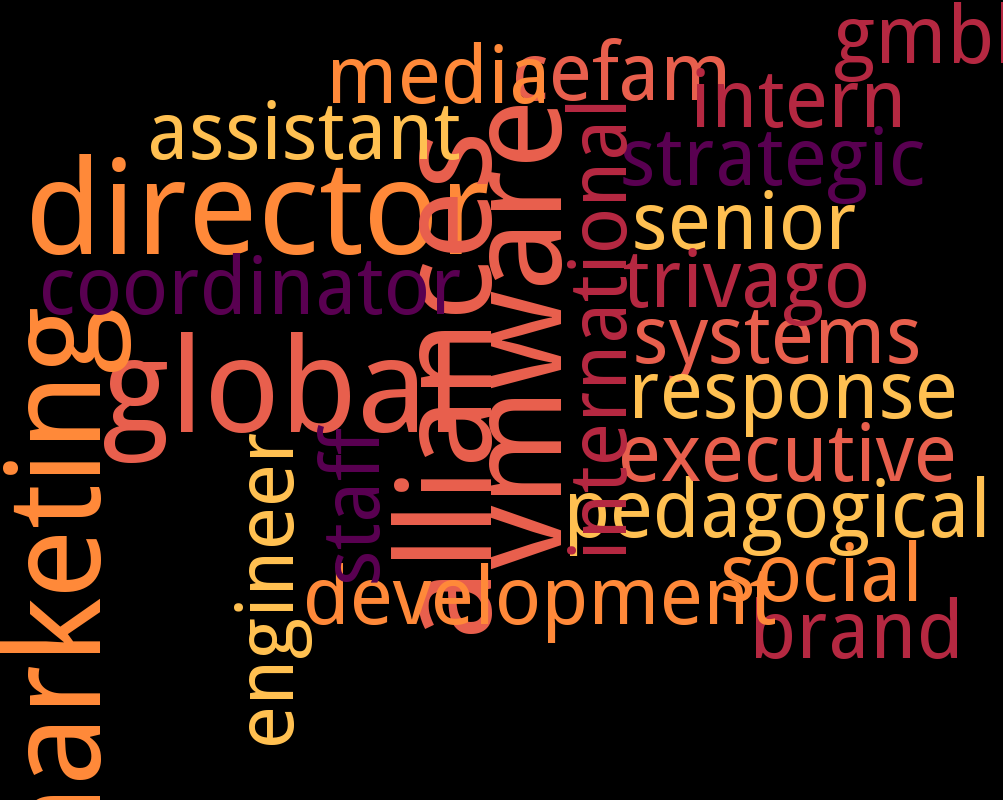 gmbh
media
cefam
intern
assistant
strategic
director
senior
coordinator
trivago
alliances
vmware
international
systems
global
response
marketing
executive
staff
engineer
pedagogical
development
social
brand